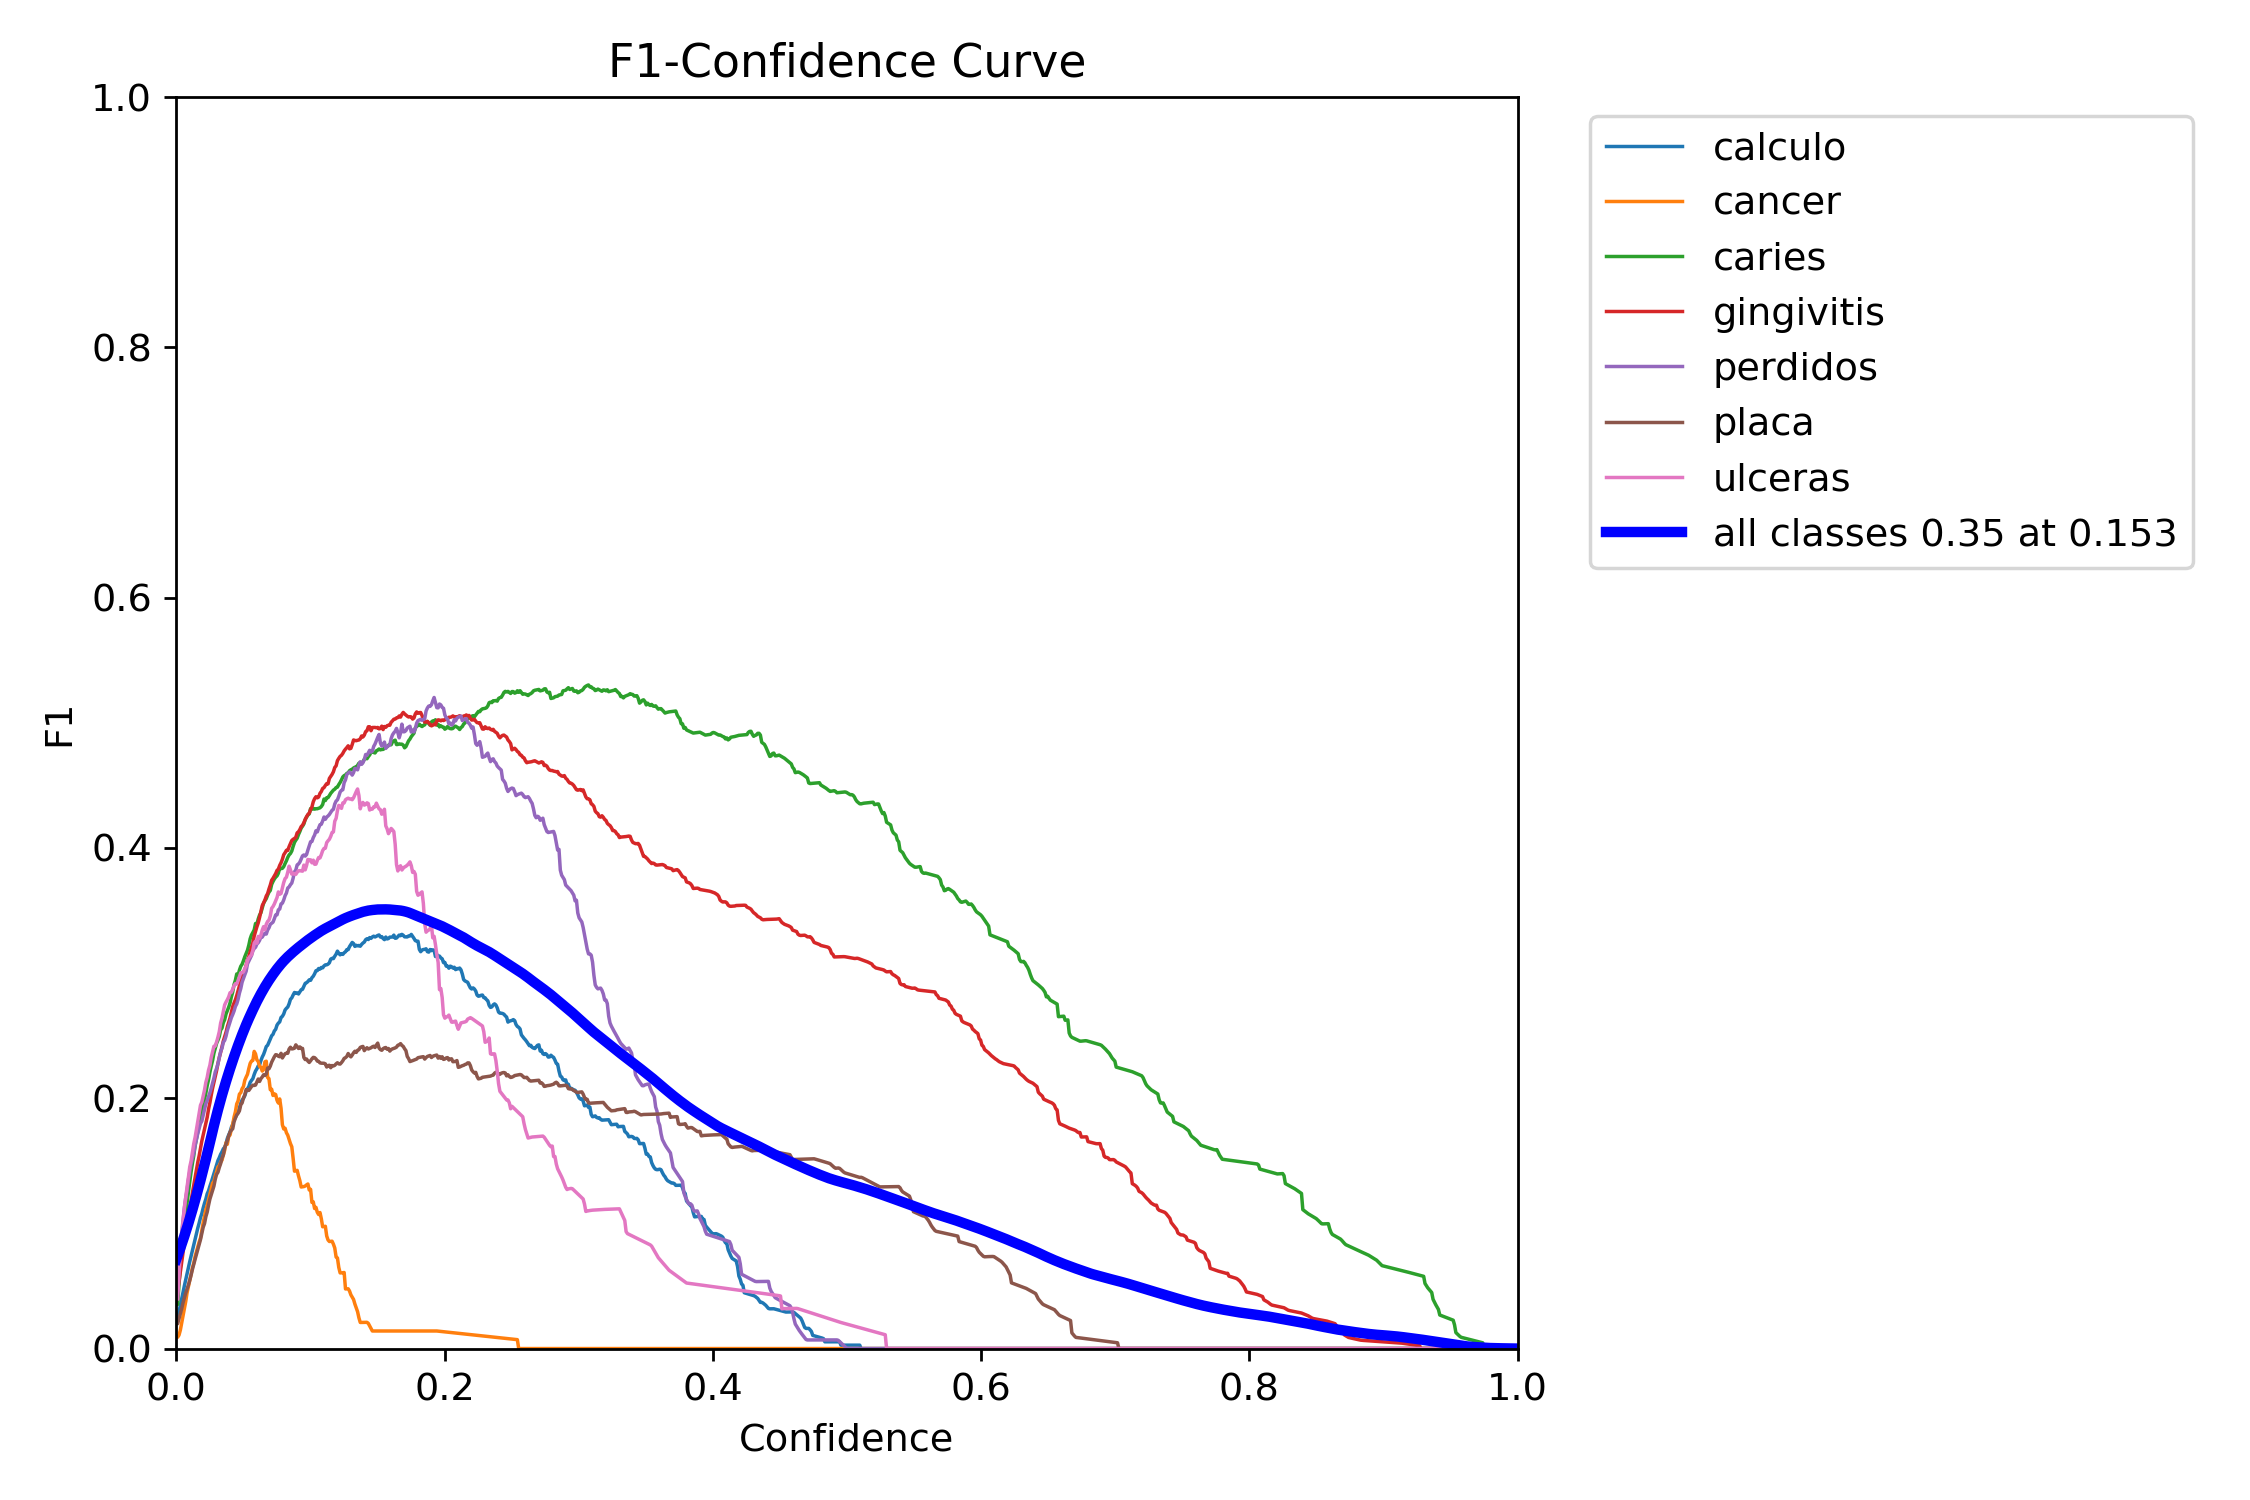 F1-Confidence Curve
1.0
0.8
0.6
0.4
0.2
0.0
F1
0.0 0.2 0.4 0.6 0.8 1.0
Confidence
calculo
cancer
caries
gingivitis
perdidos
placa
ulceras
all classes 0.35 at 0.153